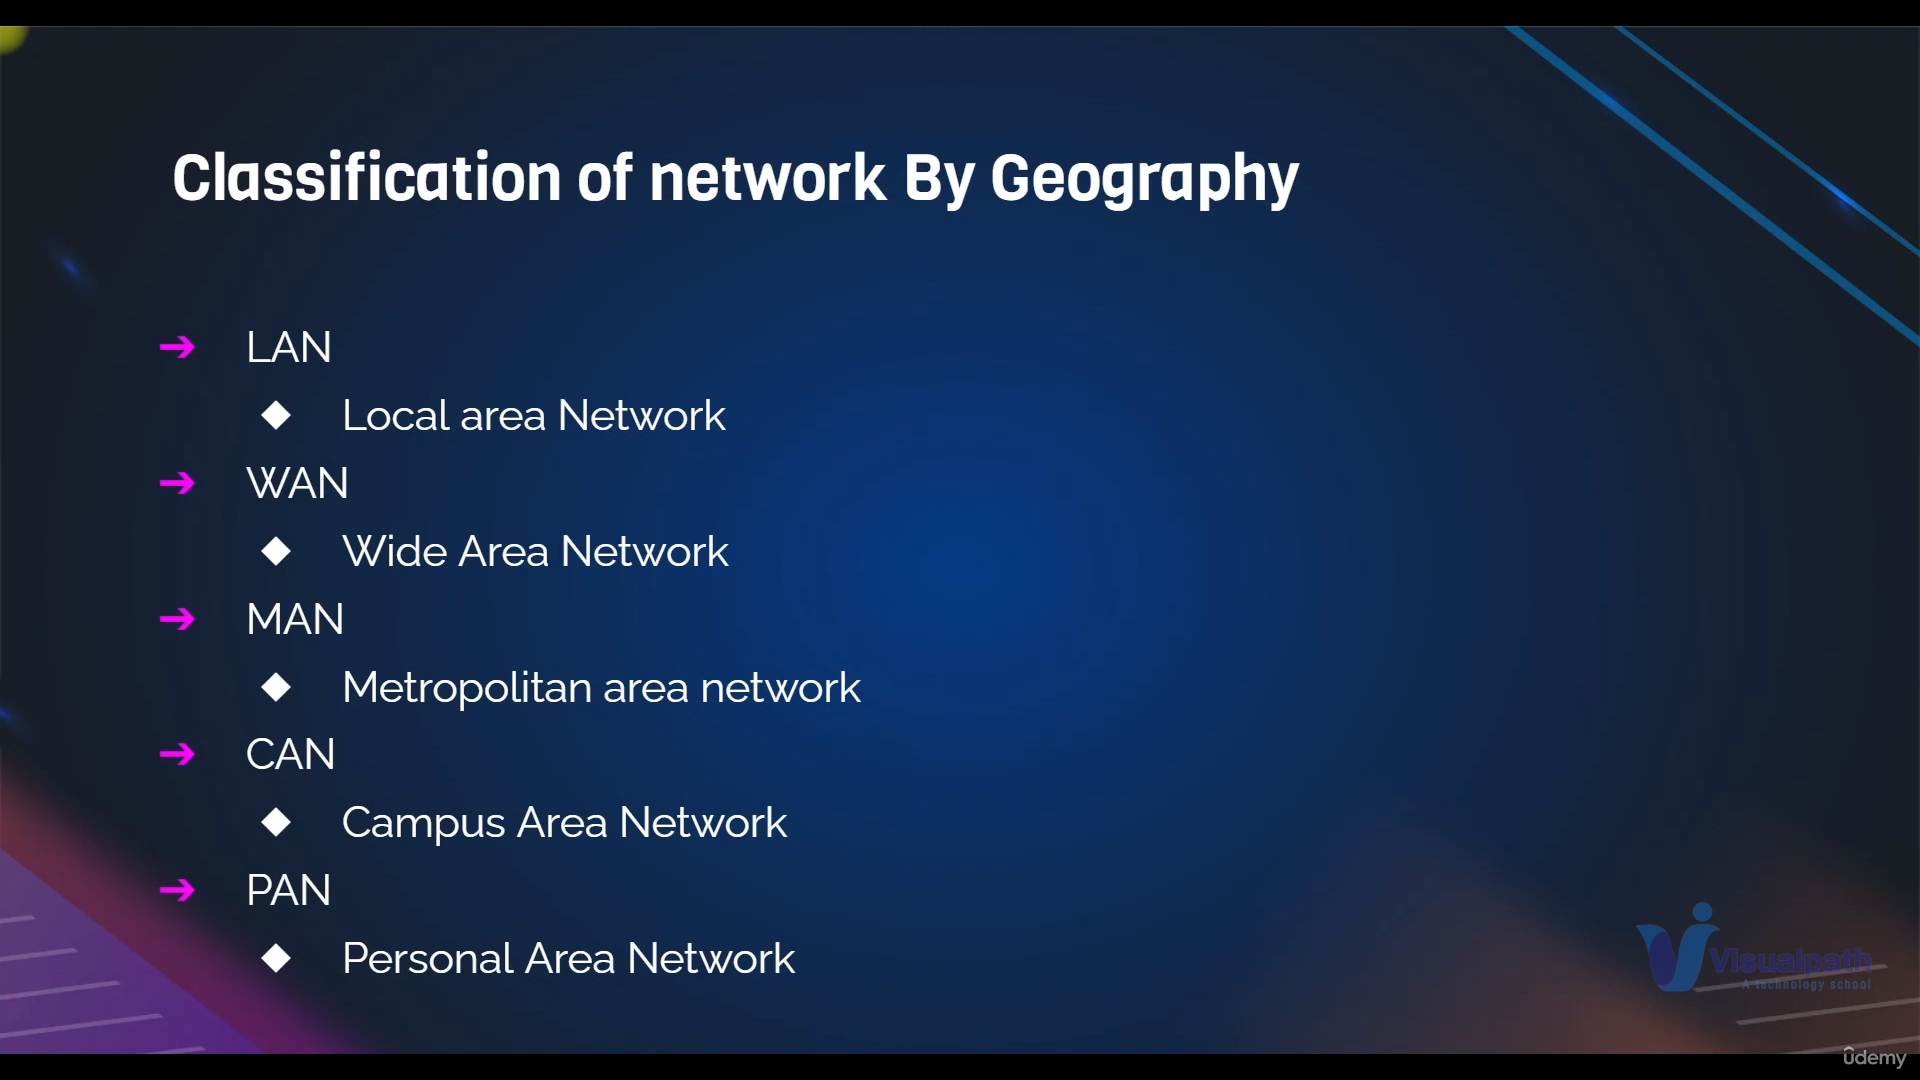 Classification of network By Geography
➔ LAN
◆ Local area Network
➔ WAN
◆ Wide Area Network
➔ MAN
◆ Metropolitan area network
➔ CAN
◆ Campus Area Network
➔ PAN
◆ Personal Area Network
Visualpath
A technology school
ûdemy